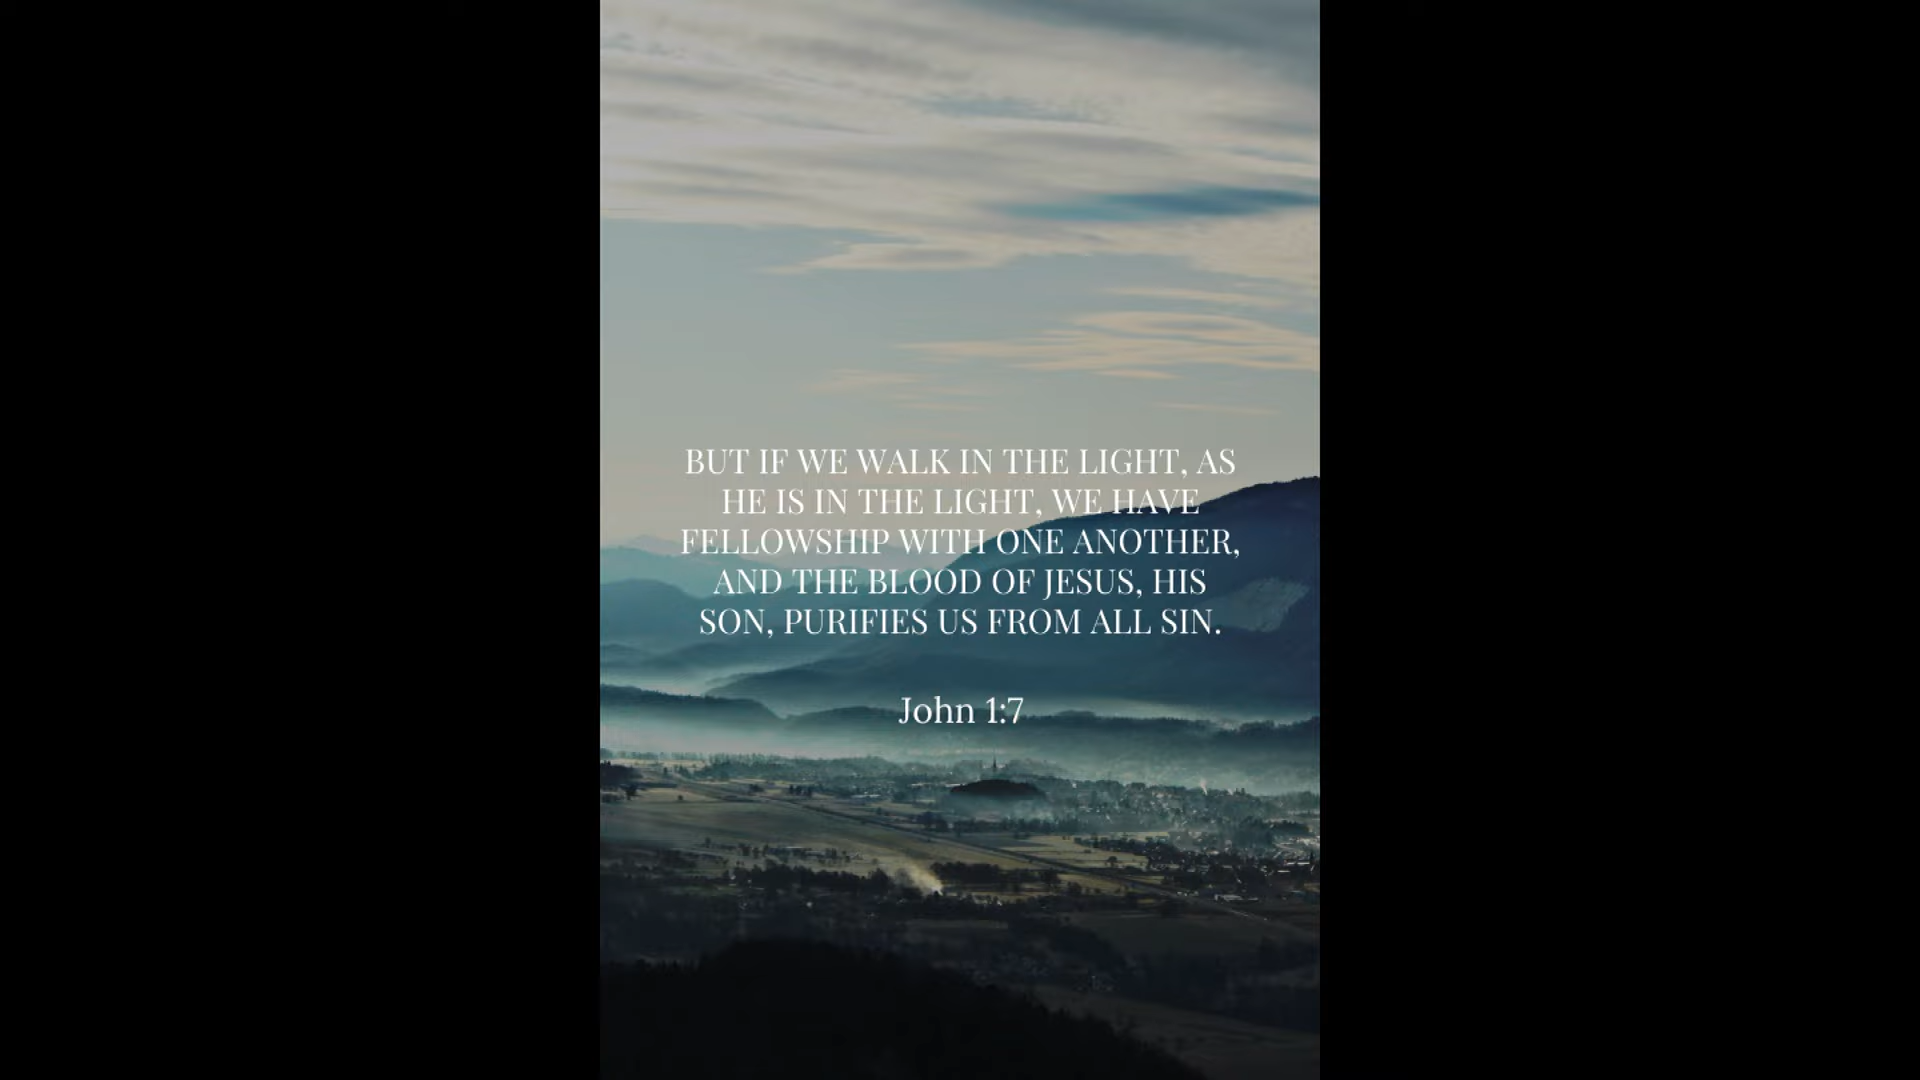 BUT IF WE WALK IN THE LIGHT, AS
HE IS IN THE LIGHT, WE HAVE
FELLOWSHIP WITH ONE ANOTHER,
AND THE BLOOD OF JESUS, HIS
SON, PURIFIES US FROM ALL SIN.
John 1:7